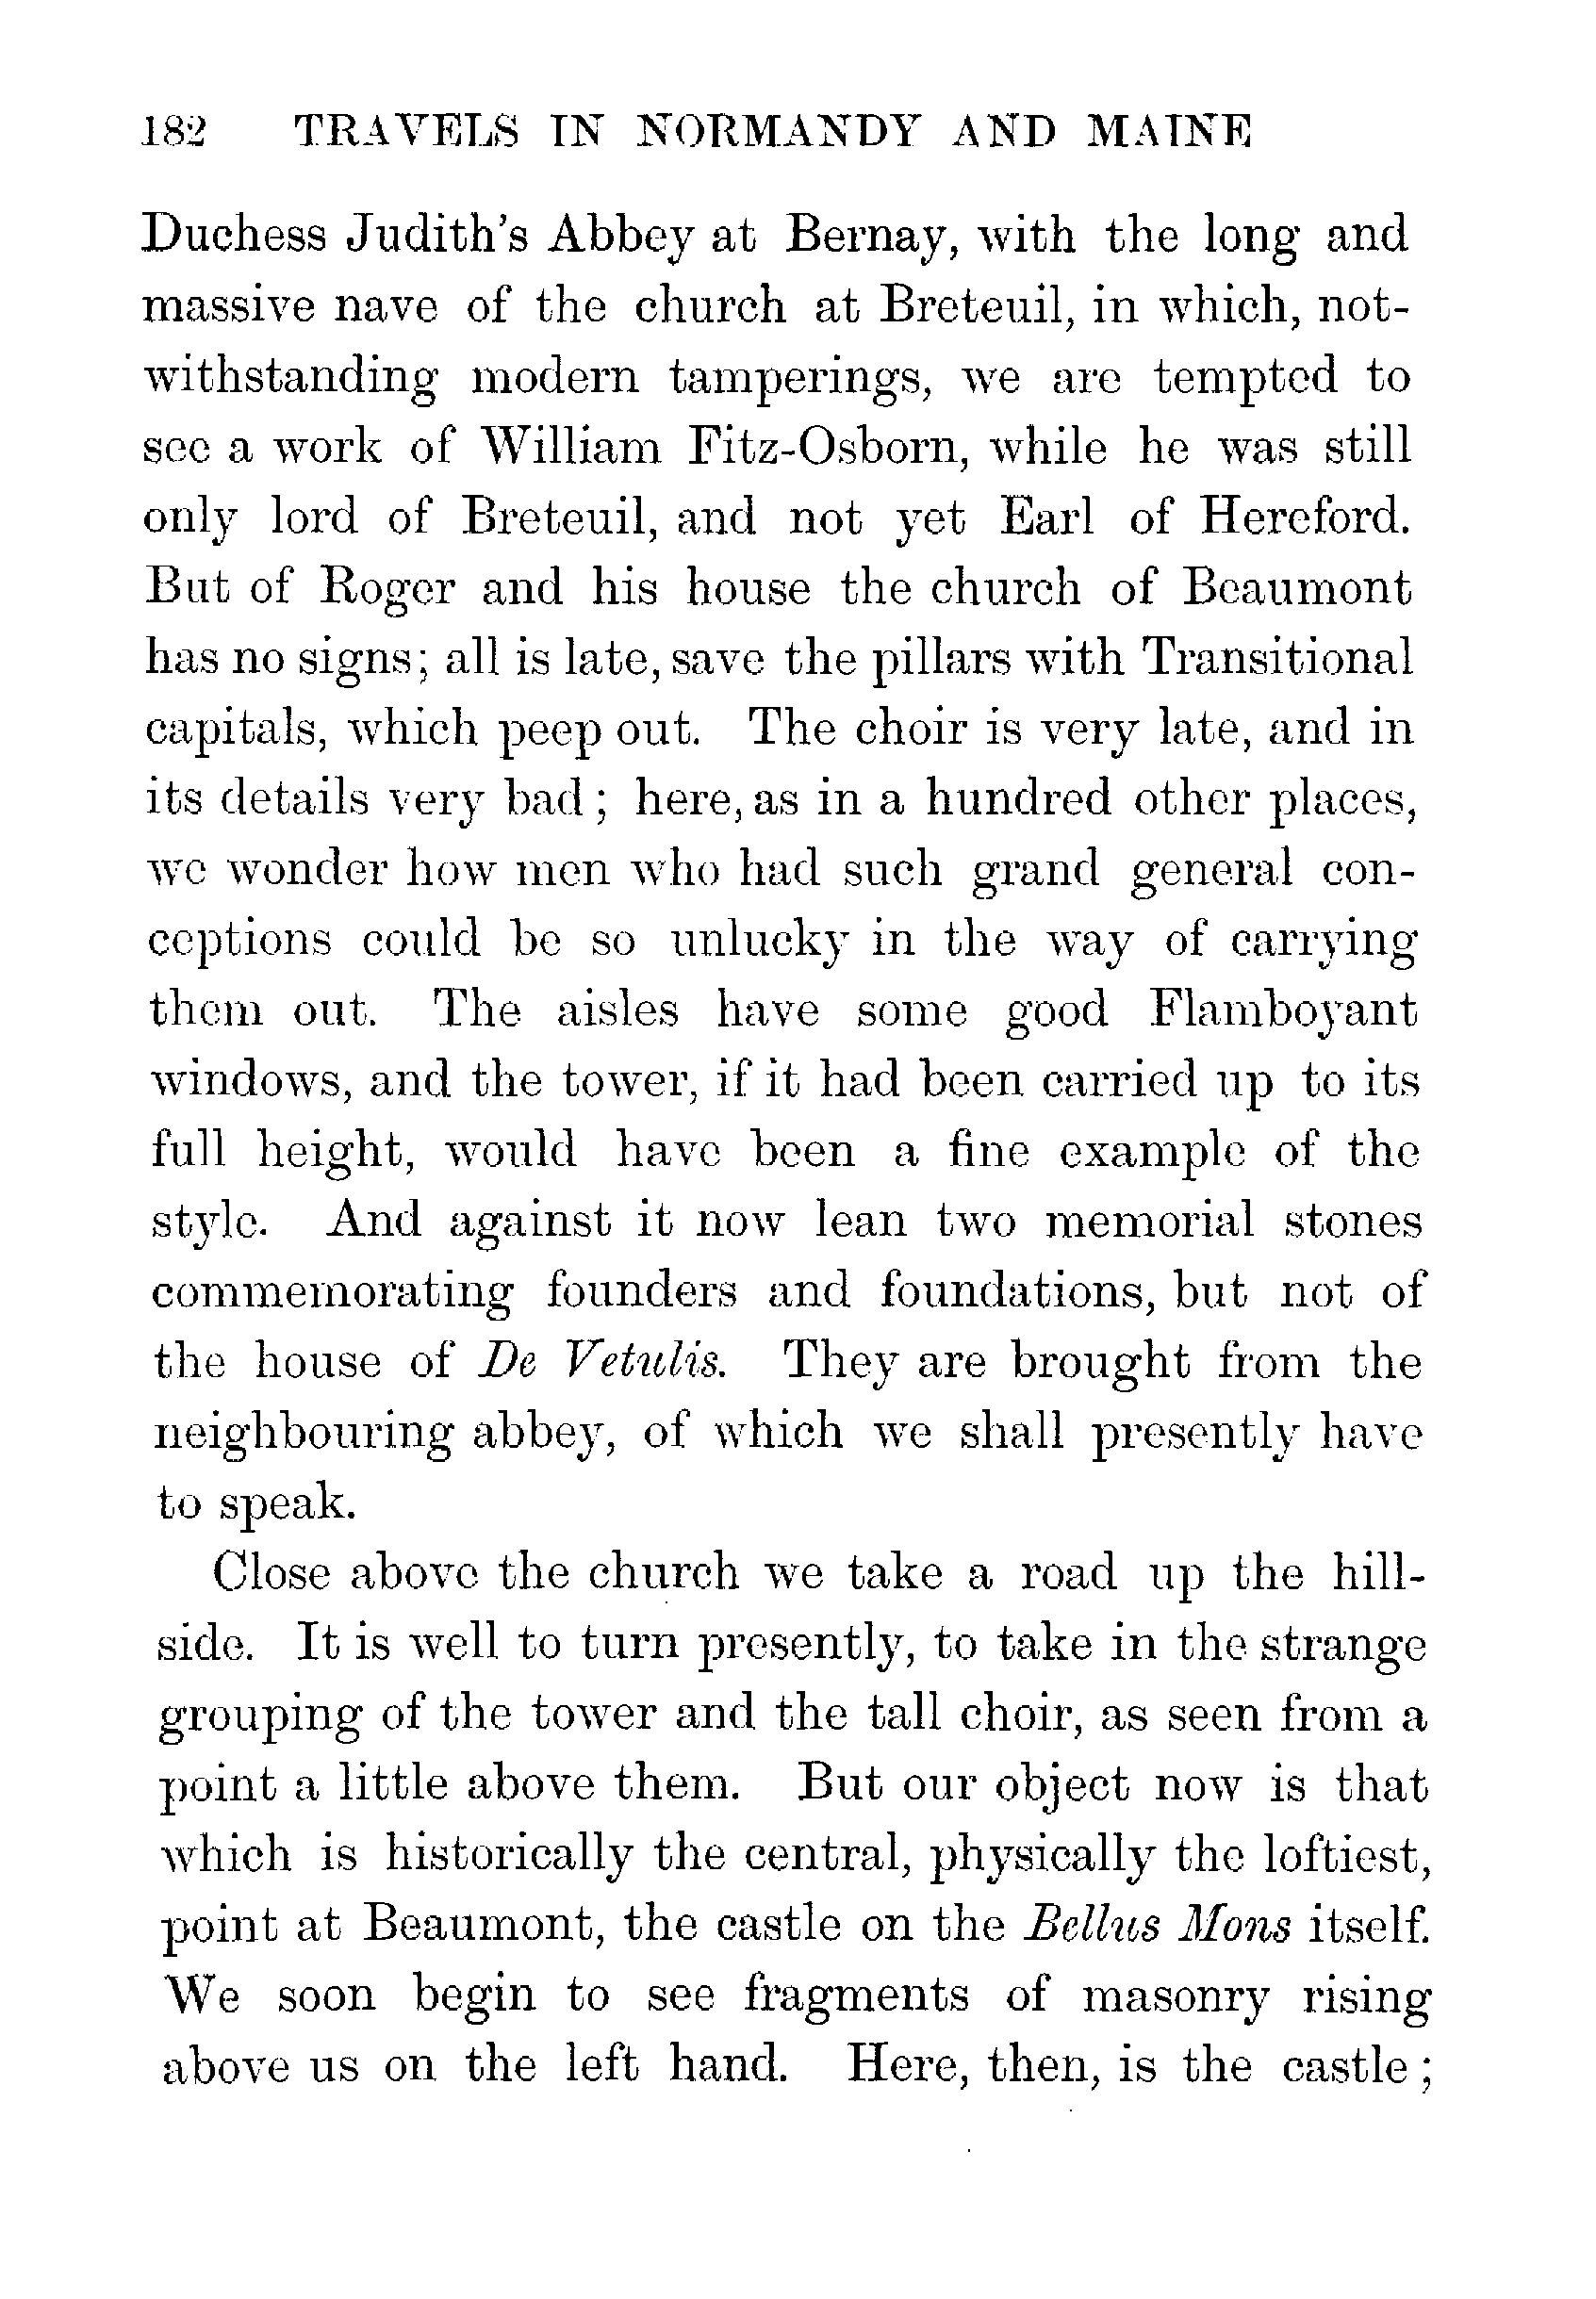 182 TRAVELS IN NORMANDY AND MAINE
Duchess Judith's Abbey at Bernay, with the long and
massive nave of the church at Breteuil, in which, not-
withstanding modern tamperings, we are tempted to
see a work of William Fitz-Osborn, while he was still
only lord of Breteuil, and not yet Earl of Hereford.
But of Roger and his house the church of Beaumont
has no signs; all is late, save the pillars with Transitional
capitals, which peep out. The choir is very late, and in
its details very bad; here, as in a hundred other places,
we wonder how men who had such grand general con-
ceptions could be so unlucky in the way of carrying
them out. The aisles have some good Flamboyant
windows, and the tower, if it had been carried up to its
full height, would have been a fine example of the
style. And against it now lean two memorial stones
commemorating founders and foundations, but not of
the house of De Vetulis. They are brought from the
neighbouring abbey, of which we shall presently have
to speak.
Close above the church we take a road up the hill-
side. It is well to turn presently, to take in the strange
grouping of the tower and the tall choir, as seen from a
point a little above them. But our object now is that
which is historically the central, physically the loftiest,
point at Beaumont, the castle on the Bellus Mons itself.
We soon begin to see fragments of masonry rising
above us on the left hand. Here, then, is the castle;